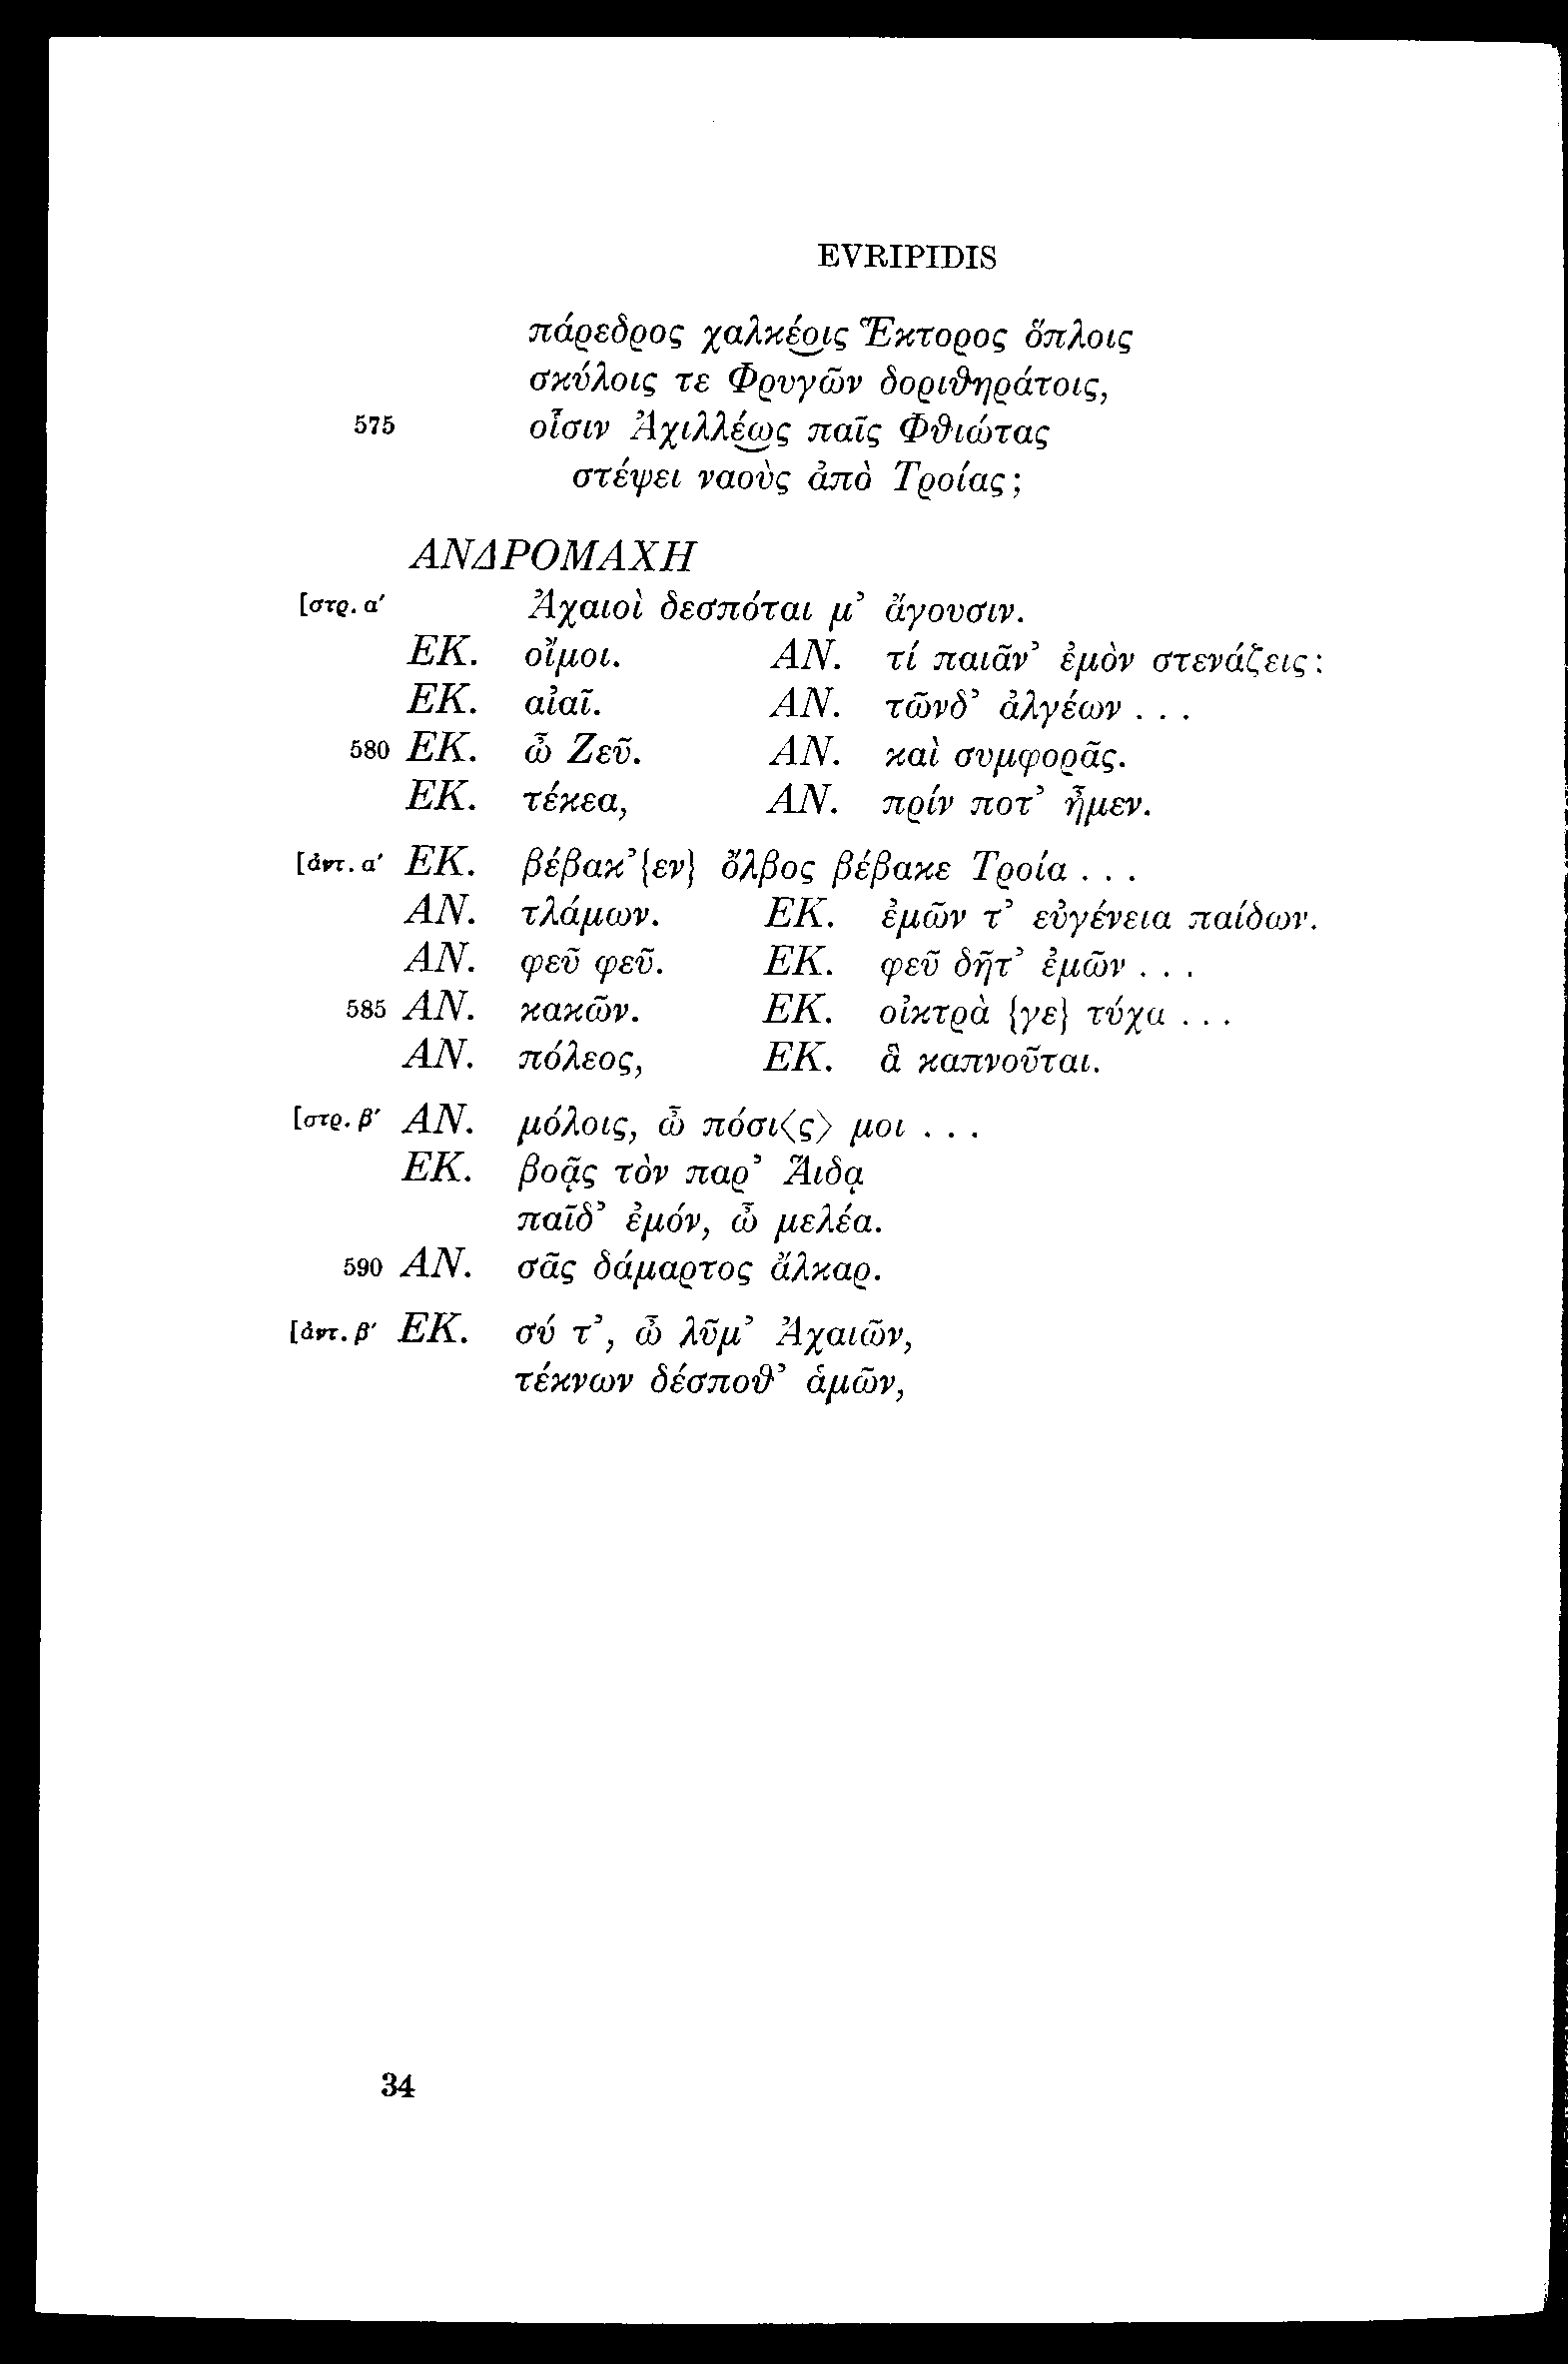 EVRIPIDIS
πάρεδρος χαλκέοις Ἕκτορος ὅπλοις
σκύλοις τε Φρυγῶν δοριθηράτοις,
575 οἷσιν Ἀχιλλέως παῖς Φθιώτας
στέψει ναοὺς ἀπὸ Τροίας;
ΑΝΔΡΟΜΑΧΗ
[στρ. α′ Ἀχαιοὶ δεσπόται μ’ ἄγουσιν.
ΕΚ. οἴμοι. ΑΝ. τί παιᾶν’ ἐμὸν στενάζεις;
ΕΚ. αἰαῖ. ΑΝ. τῶνδ’ ἀλγέων . . .
580 ΕΚ. ὦ Ζεῦ. ΑΝ. καὶ συμφορᾶς.
ΕΚ. τέκεα, ΑΝ. πρίν ποτ’ ἦμεν.
[ἀντ. α′ ΕΚ. βέβακ’{εν} ὄλβος βέβακε Τροία . . .
ΑΝ. τλάμων. ΕΚ. ἐμῶν τ’ εὐγένεια παίδων.
ΑΝ. φεῦ φεῦ. ΕΚ. φεῦ δῆτ’ ἐμῶν . . .
585 ΑΝ. κακῶν. ΕΚ. οἰκτρὰ {γε} τύχα . . .
ΑΝ. πόλεος, ΕΚ. ἃ καπνοῦται.
[στρ. β′ ΑΝ. μόλοις, ὦ πόσι⟨ς⟩ μοι . . .
ΕΚ. βοᾷς τὸν παρ’ Ἅιδᾳ
παῖδ’ ἐμόν, ὦ μελέα.
590 ΑΝ. σᾶς δάμαρτος ἄλκαρ.
[ἀντ. β′ ΕΚ. σύ τ’, ὦ λῦμ’ Ἀχαιῶν,
τέκνων δέσποθ’ ἁμῶν,
34